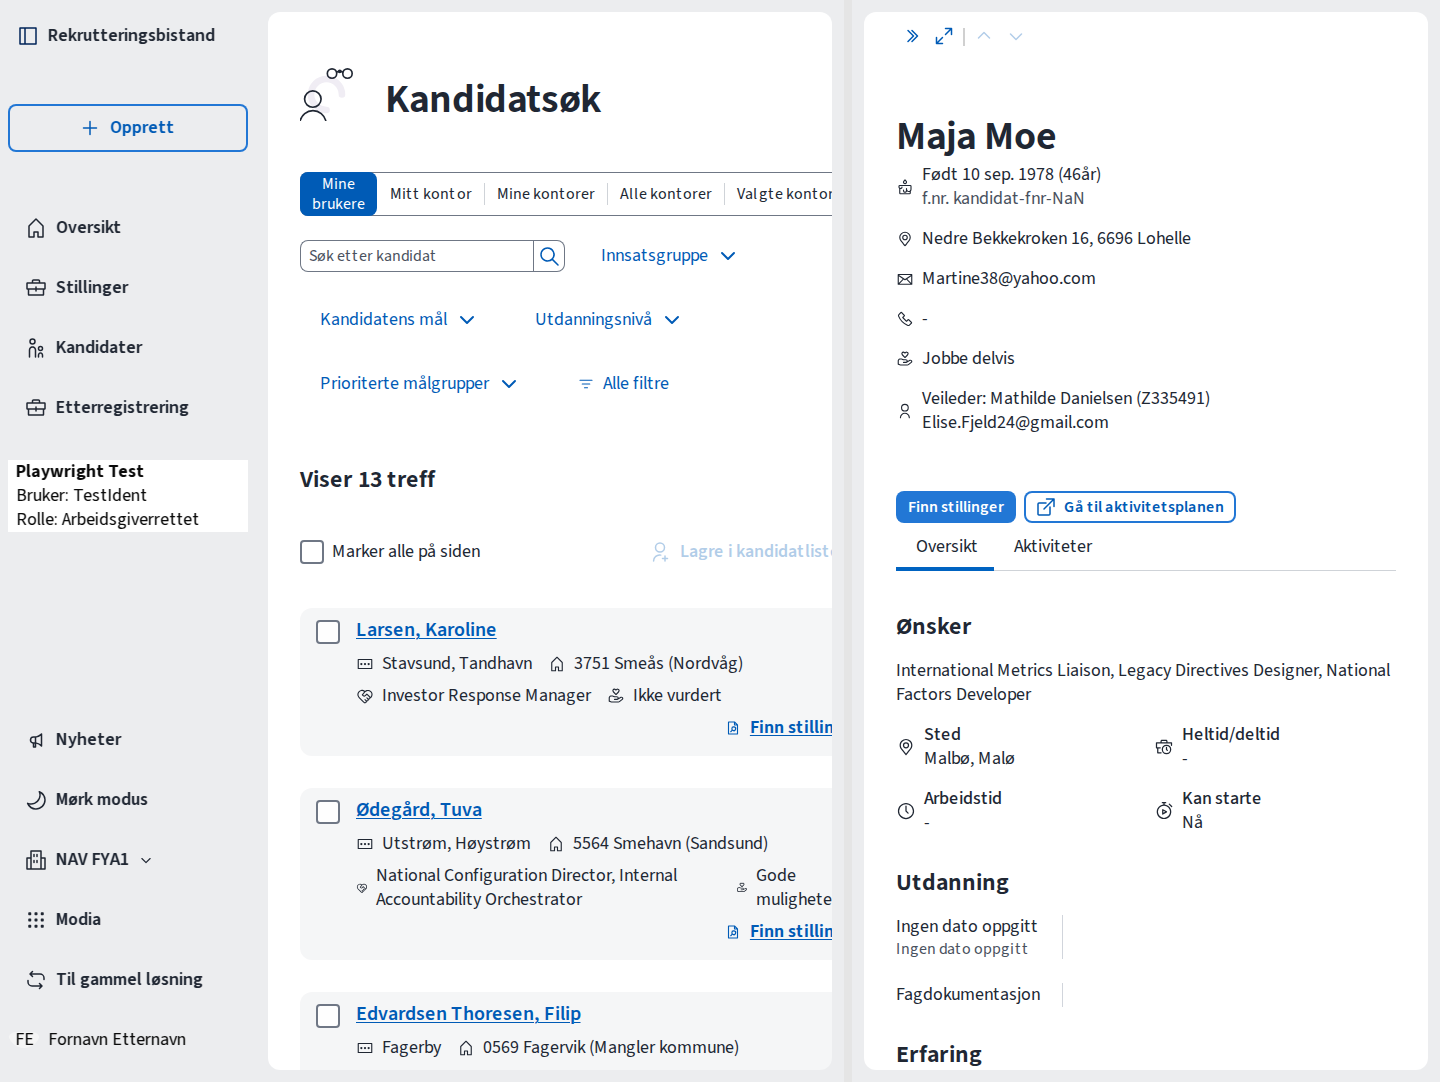 Rekrutteringsbistand
Opprett
Oversikt
Stillinger
Kandidater
Etterregistrering
Playwright Test
Bruker: TestIdent
Rolle: Arbeidsgiverrettet
Nyheter
Mørk modus
NAV FYA1
Modia
Til gammel løsning
FE Fornavn Etternavn
Kandidatsøk
Mine brukere
Mitt kontor
Mine kontorer
Alle kontorer
Valgte kontor
Søk etter kandidat
Innsatsgruppe
Kandidatens mål
Utdanningsnivå
Prioriterte målgrupper
Alle filtre
Viser 13 treff
Marker alle på siden
Lagre i kandidatliste
Larsen, Karoline
Stavsund, Tandhavn
3751 Smeås (Nordvåg)
Investor Response Manager
Ikke vurdert
Finn stillin
Ødegård, Tuva
Utstrøm, Høystrøm
5564 Smehavn (Sandsund)
National Configuration Director, Internal
Accountability Orchestrator
Gode
mulighete
Finn stillin
Edvardsen Thoresen, Filip
Fagerby
0569 Fagervik (Mangler kommune)
Maja Moe
Født 10 sep. 1978 (46år)
f.nr. kandidat-fnr-NaN
Nedre Bekkekroken 16, 6696 Lohelle
Martine38@yahoo.com
-
Jobbe delvis
Veileder: Mathilde Danielsen (Z335491)
Elise.Fjeld24@gmail.com
Finn stillinger
Gå til aktivitetsplanen
Oversikt
Aktiviteter
Ønsker
International Metrics Liaison, Legacy Directives Designer, National
Factors Developer
Sted
Malbø, Malø
Heltid/deltid
-
Arbeidstid
-
Kan starte
Nå
Utdanning
Ingen dato oppgitt
Ingen dato oppgitt
Fagdokumentasjon
Erfaring